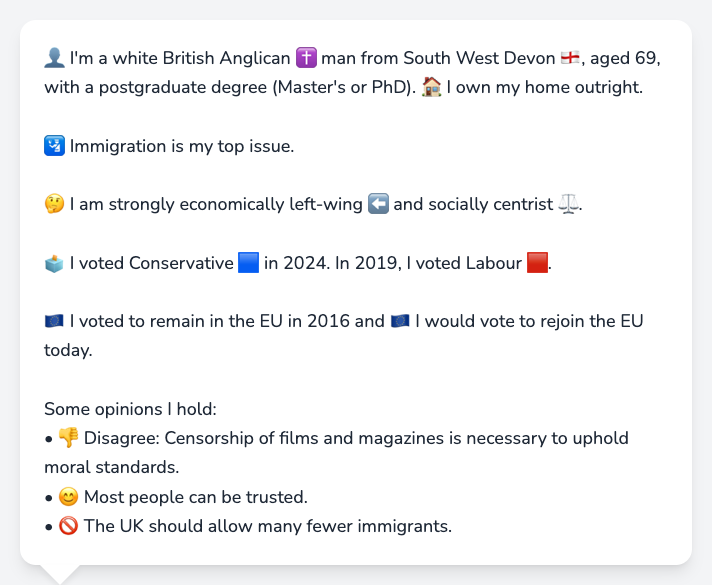 👤 I'm a white British Anglican ✝️ man from South West Devon 🏴󠁧󠁢󠁥󠁮󠁧󠁿, aged 69,
with a postgraduate degree (Master's or PhD). 🏠 I own my home outright.
🛂 Immigration is my top issue.
🤔 I am strongly economically left-wing ⬅️ and socially centrist ⚖️.
🗳️ I voted Conservative 🟦 in 2024. In 2019, I voted Labour 🟥.
🇪🇺 I voted to remain in the EU in 2016 and 🇪🇺 I would vote to rejoin the EU
today.
Some opinions I hold:
• 👎 Disagree: Censorship of films and magazines is necessary to uphold
moral standards.
• 😊 Most people can be trusted.
• 🚫 The UK should allow many fewer immigrants.